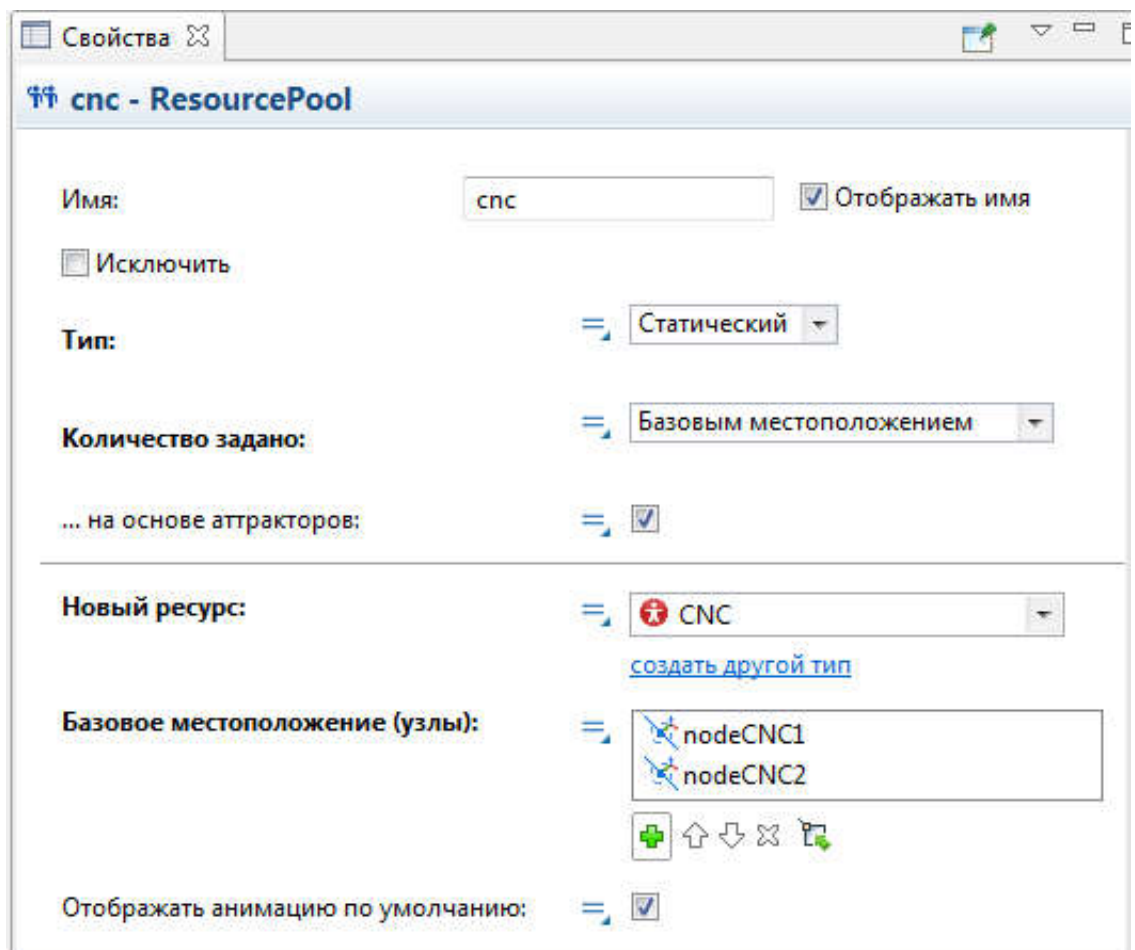 Свойства
cnc - ResourcePool
Имя: cnc Отображать имя
Исключить
Тип: Статический
Количество задано: Базовым местоположением
... на основе аттракторов:
Новый ресурс: CNC
создать другой тип
Базовое местоположение (узлы): nodeCNC1
nodeCNC2
Отображать анимацию по умолчанию: